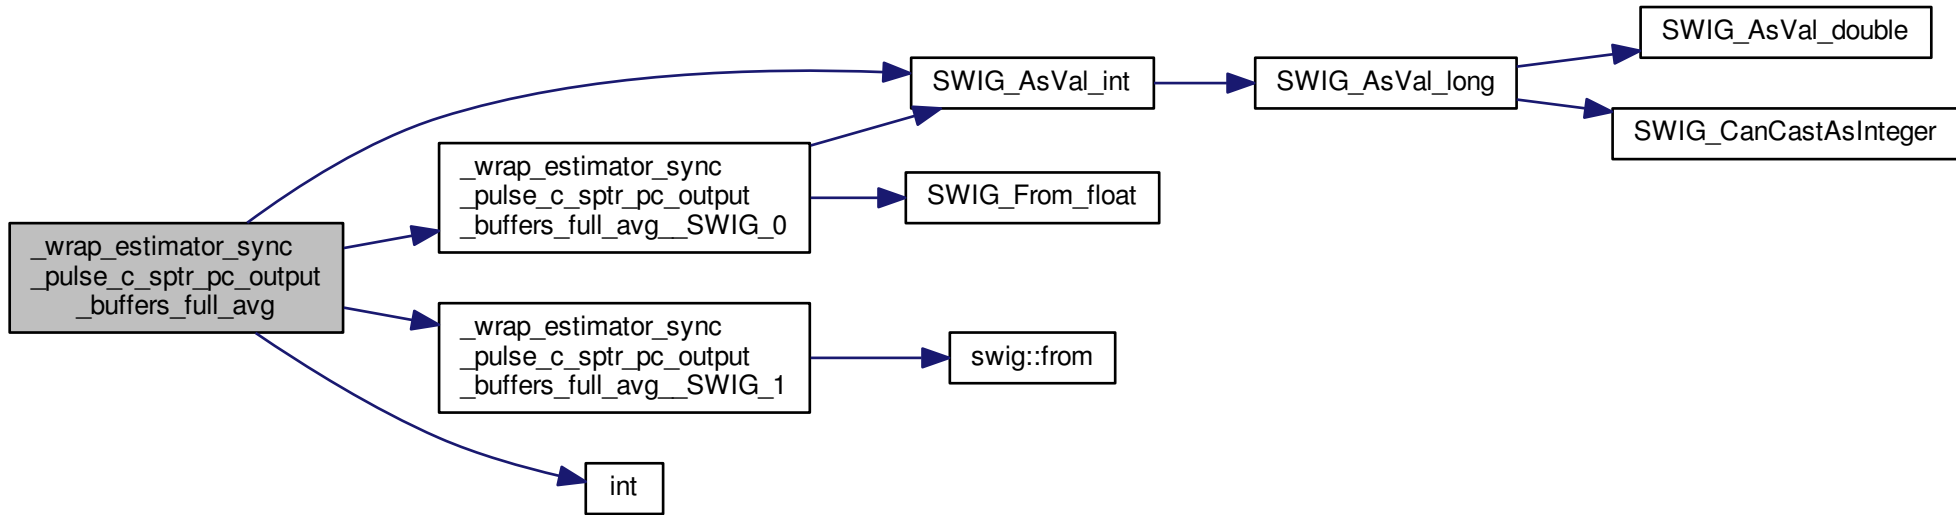 _wrap_estimator_sync
_pulse_c_sptr_pc_output
_buffers_full_avg
_wrap_estimator_sync
_pulse_c_sptr_pc_output
_buffers_full_avg__SWIG_0
_wrap_estimator_sync
_pulse_c_sptr_pc_output
_buffers_full_avg__SWIG_1
int
SWIG_AsVal_int
SWIG_From_float
swig::from
SWIG_AsVal_long
SWIG_AsVal_double
SWIG_CanCastAsInteger